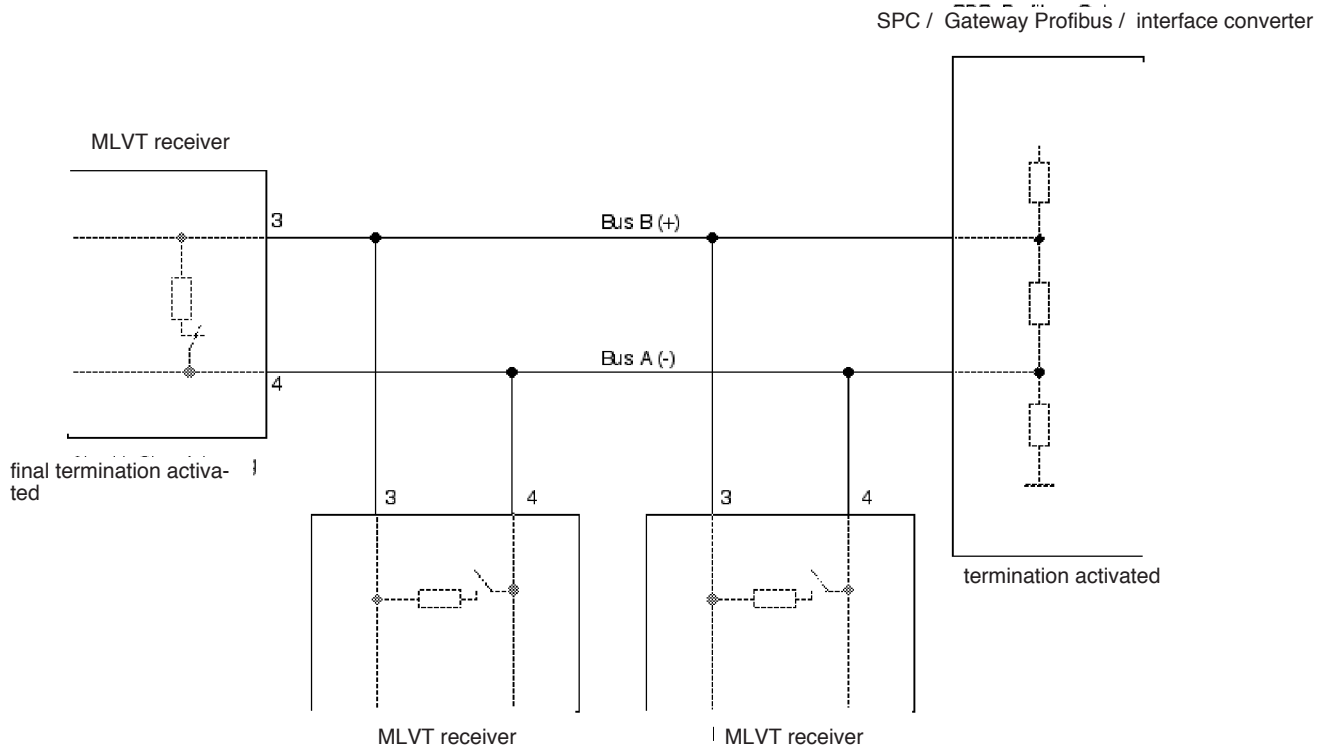 SPC / Gateway Profibus / interface converter
MLVT receiver
3
Bus B (+)
Bus A (-)
4
final termination activa-
ted
3
4
3
4
termination activated
MLVT receiver
MLVT receiver